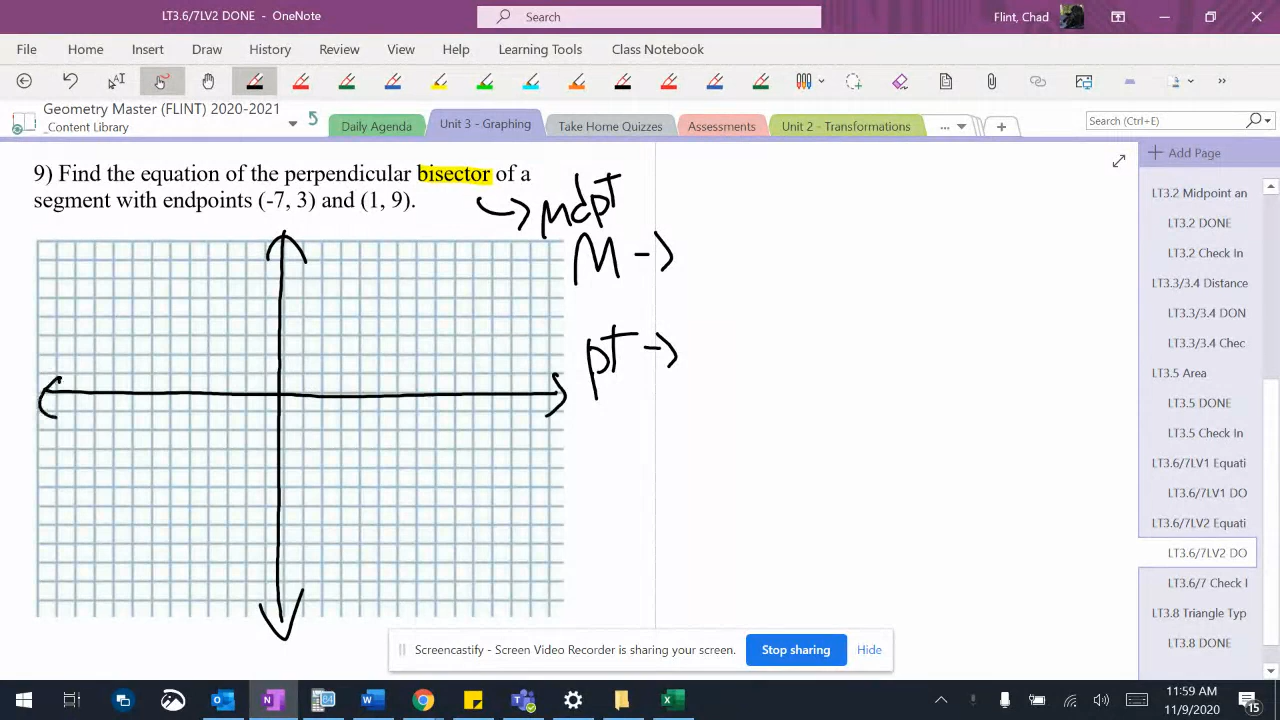 LT3.6/7LV2 DONE - OneNote
Search
Flint, Chad
File Home Insert Draw History Review View Help Learning Tools Class Notebook
Geometry Master (FLINT) 2020-2021
_Content Library
Daily Agenda
Unit 3 - Graphing
Take Home Quizzes
Assessments
Unit 2 - Transformations
...
Search (Ctrl+E)
Add Page
9) Find the equation of the perpendicular bisector of a
segment with endpoints (-7, 3) and (1, 9).
mdpt
M →
pt →
LT3.2 Midpoint an
LT3.2 DONE
LT3.2 Check In
LT3.3/3.4 Distance
LT3.3/3.4 DON
LT3.3/3.4 Chec
LT3.5 Area
LT3.5 DONE
LT3.5 Check In
LT3.6/7LV1 Equati
LT3.6/7LV1 DO
LT3.6/7LV2 Equati
LT3.6/7LV2 DO
LT3.6/7 Check I
LT3.8 Triangle Typ
LT3.8 DONE
Screencastify - Screen Video Recorder is sharing your screen.
Stop sharing
Hide
84
11:59 AM
11/9/2020
15